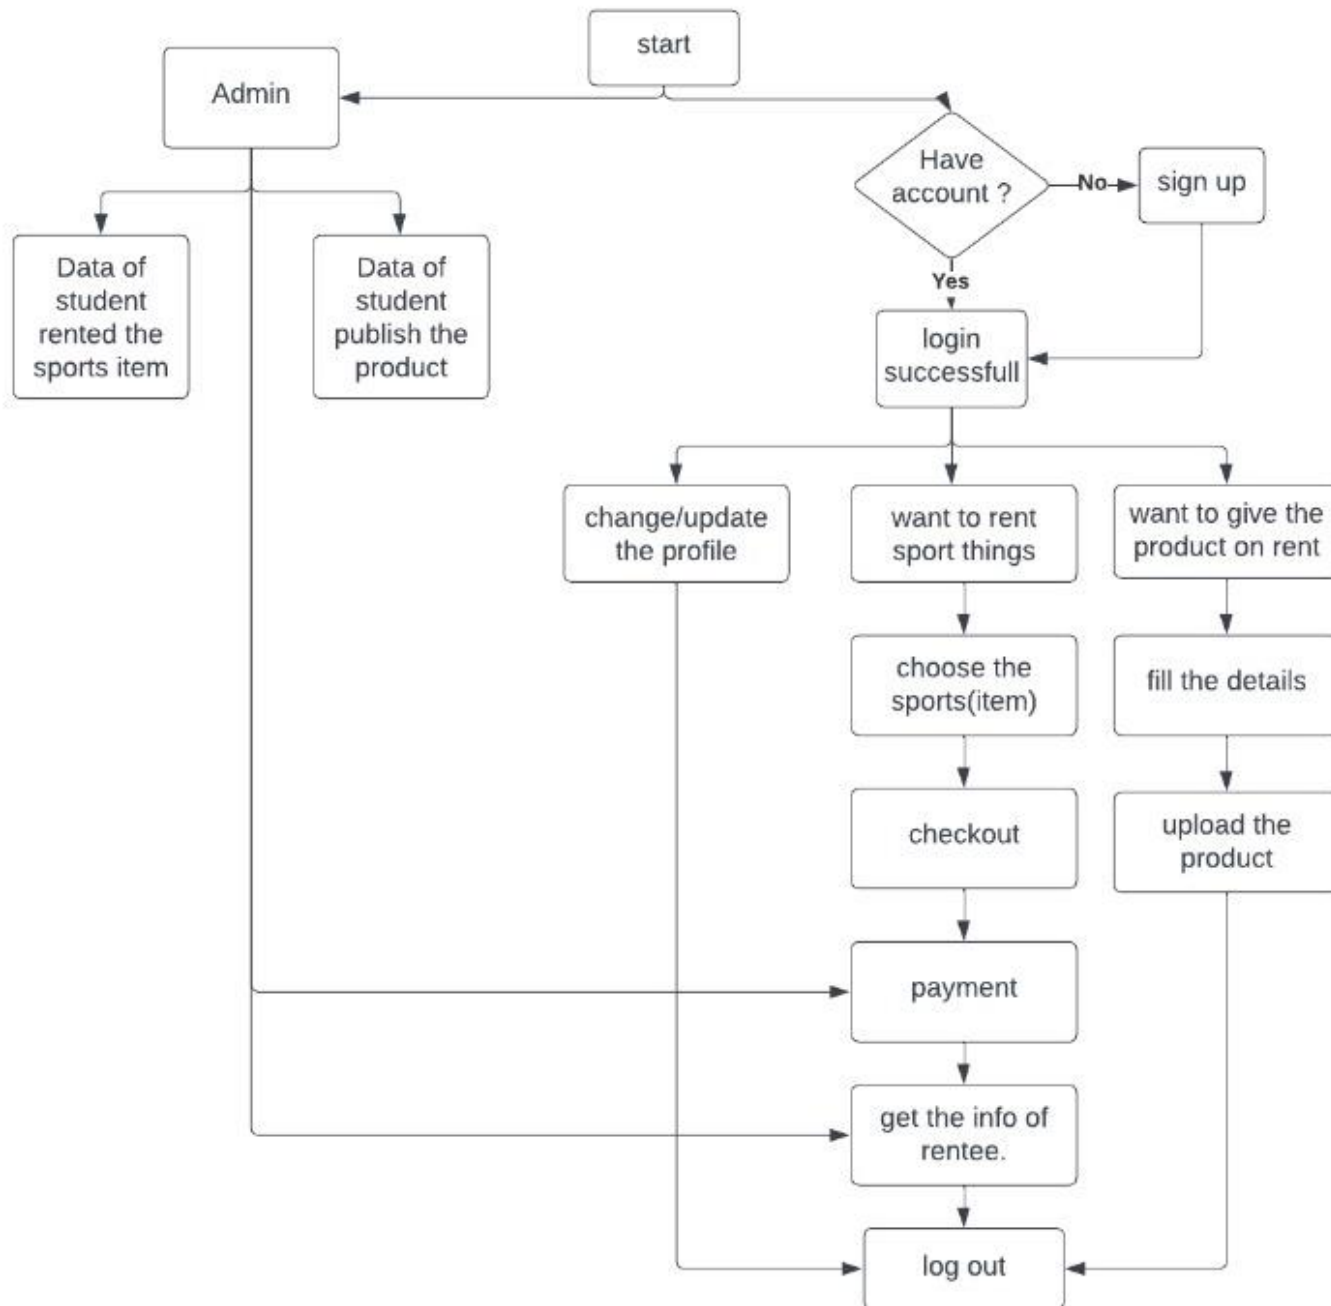 start
Admin
Have
account ?
No
sign up
Yes
Data of
student
rented the
sports item
Data of
student
publish the
product
login
successfull
change/update
the profile
want to rent
sport things
want to give the
product on rent
choose the
sports(item)
fill the details
checkout
upload the
product
payment
get the info of
rentee.
log out